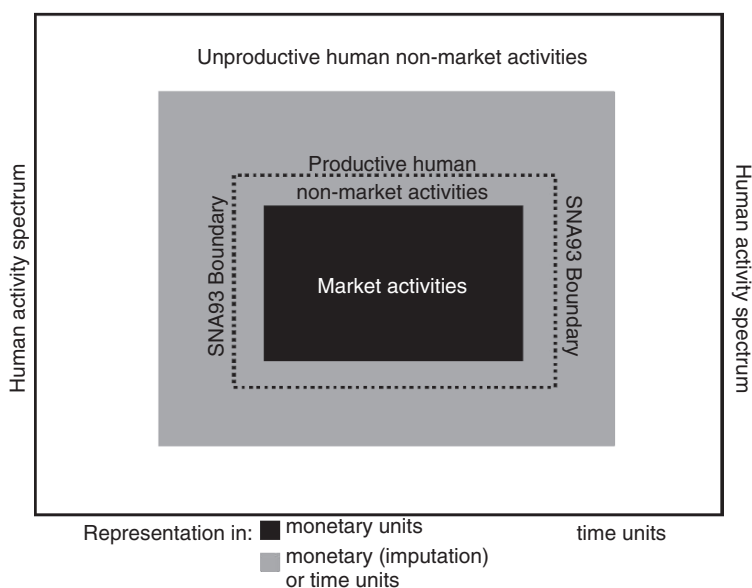 Unproductive human non-market activities
Human activity spectrum
Productive human
non-market activities
SNA93 Boundary
Market activities
SNA93 Boundary
Human activity spectrum
Representation in:
monetary units
time units
monetary (imputation)
or time units